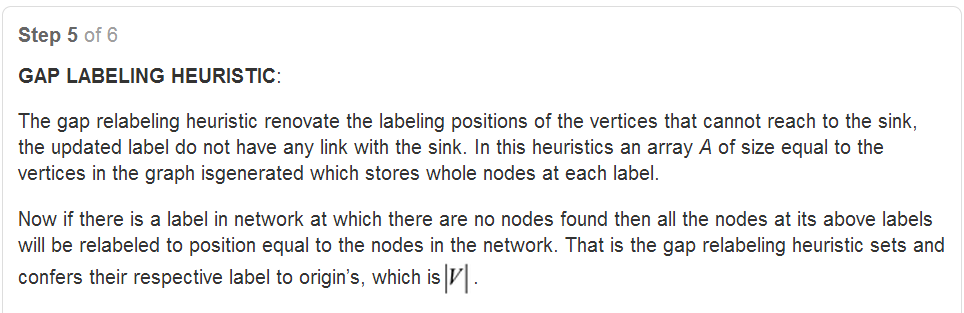 Step 5 of 6
GAP LABELING HEURISTIC:
The gap relabeling heuristic renovate the labeling positions of the vertices that cannot reach to the sink,
the updated label do not have any link with the sink. In this heuristics an array A of size equal to the
vertices in the graph isgenerated which stores whole nodes at each label.
Now if there is a label in network at which there are no nodes found then all the nodes at its above labels
will be relabeled to position equal to the nodes in the network. That is the gap relabeling heuristic sets and
confers their respective label to origin's, which is |V| .